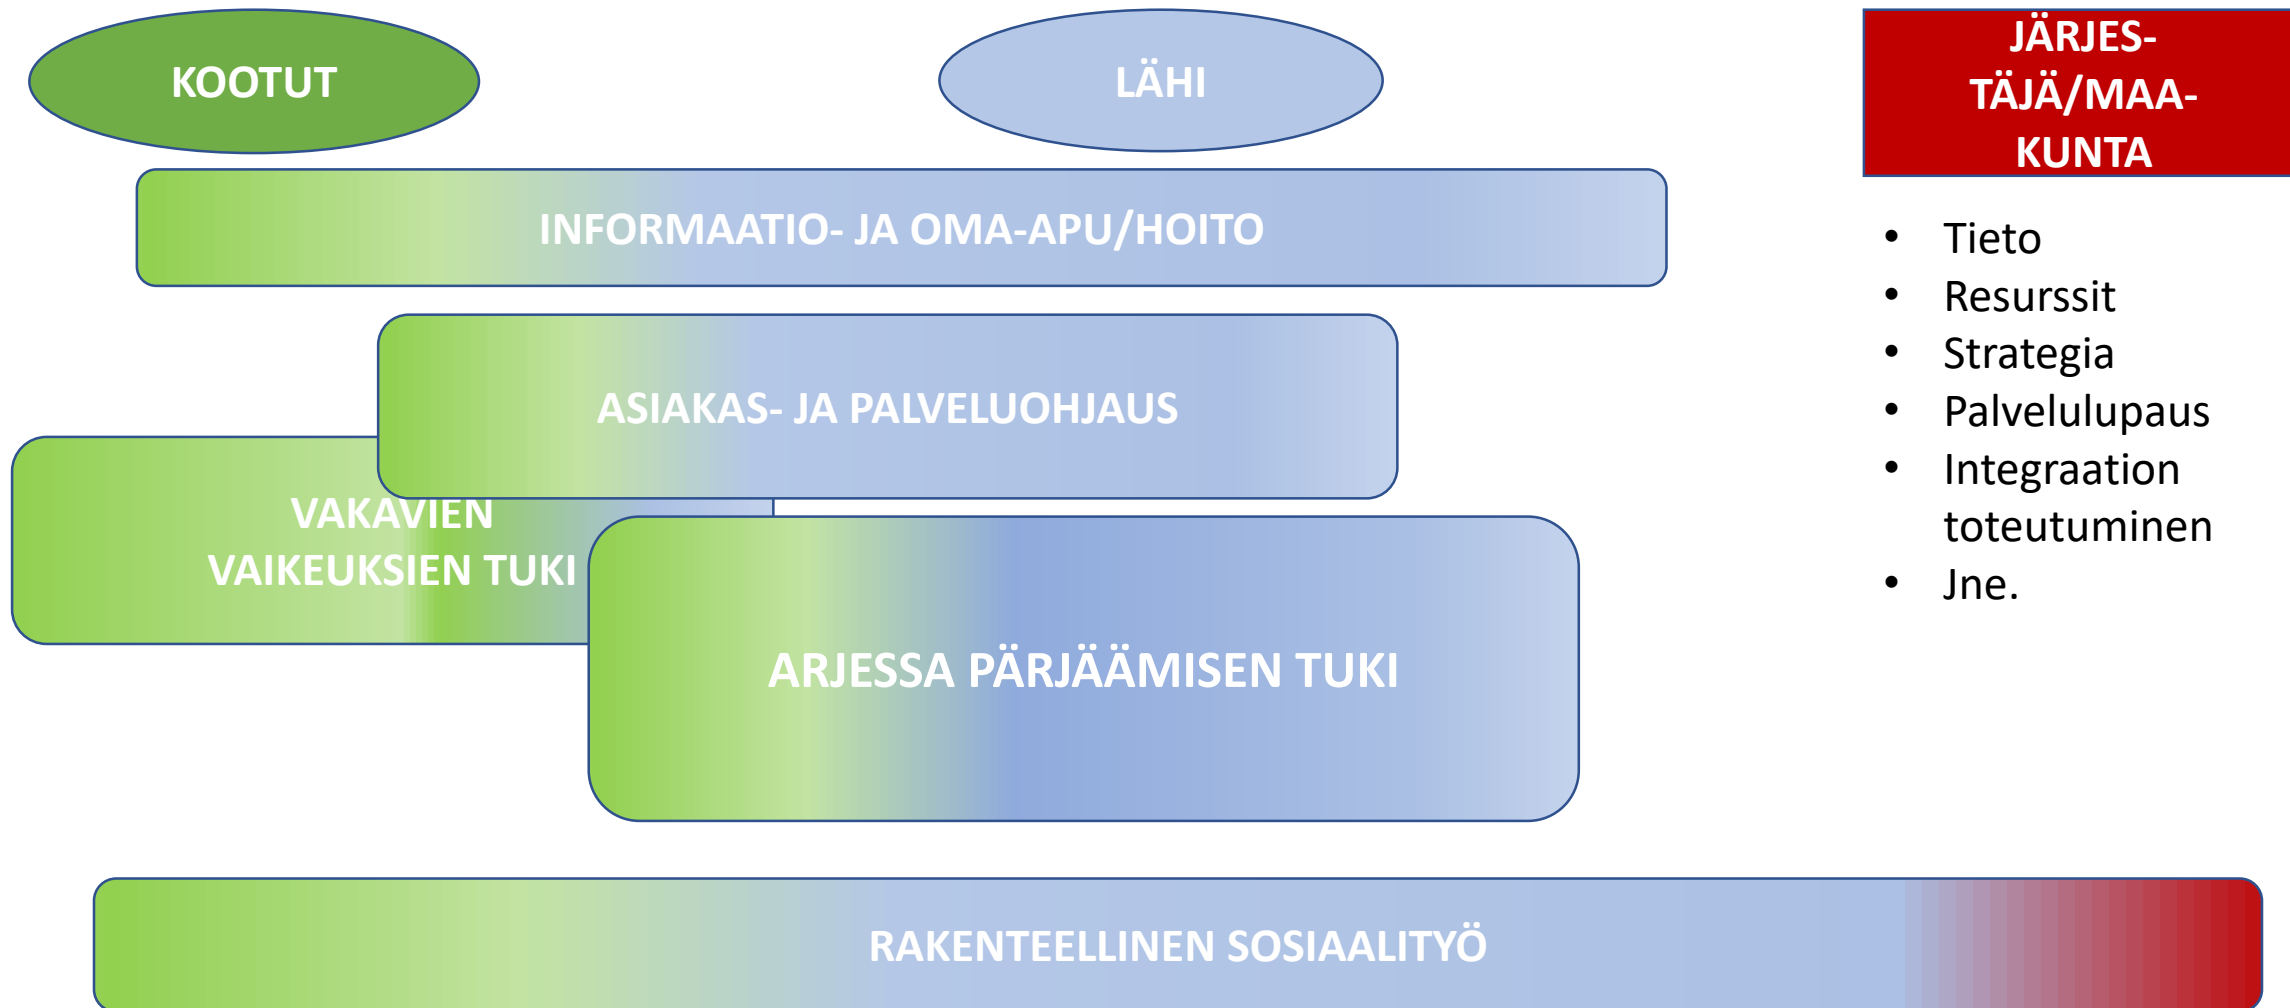 KOOTUT
LÄHI
JÄRJES-
TÄJÄ/MAA-
KUNTA
INFORMAATIO- JA OMA-APU/HOITO
ASIAKAS- JA PALVELUOHJAUS
VAKAVIEN
VAIKEUKSIEN TUKI
ARJESSA PÄRJÄÄMISEN TUKI
RAKENTEELLINEN SOSIAALITYÖ
• Tieto
• Resurssit
• Strategia
• Palvelulupaus
• Integraation
toteutuminen
• Jne.